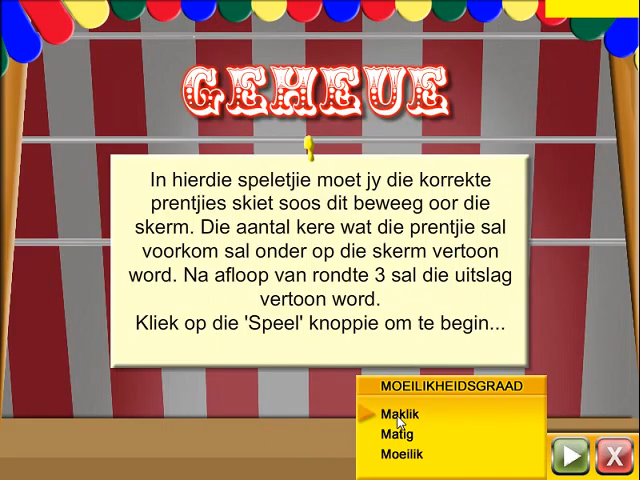 GEHEUE
In hierdie speletjie moet jy die korrekte
prentjies skiet soos dit beweeg oor die
skerm. Die aantal kere wat die prentjie sal
voorkom sal onder op die skerm vertoon
word. Na afloop van rondte 3 sal die uitslag
vertoon word.
Kliek op die 'Speel' knoppie om te begin...
MOEILIKHEIDSGRAAD
Maklik
Matig
Moeilik
X